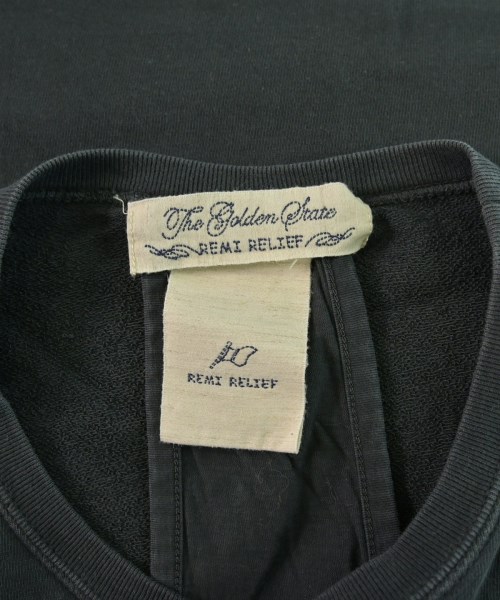 The Golden State
REMI RELIEF
REMI RELIEF